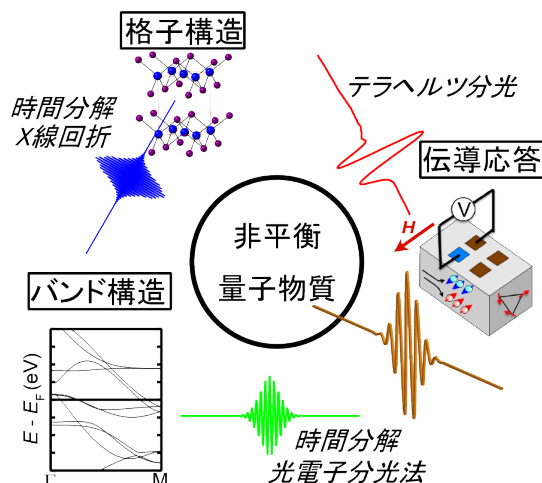 格子構造
時間分解
X線回折
テラヘルツ分光
伝導応答
V
H
非平衡
量子物質
バンド構造
E - EF (eV)
Γ
M
時間分解
光電子分光法